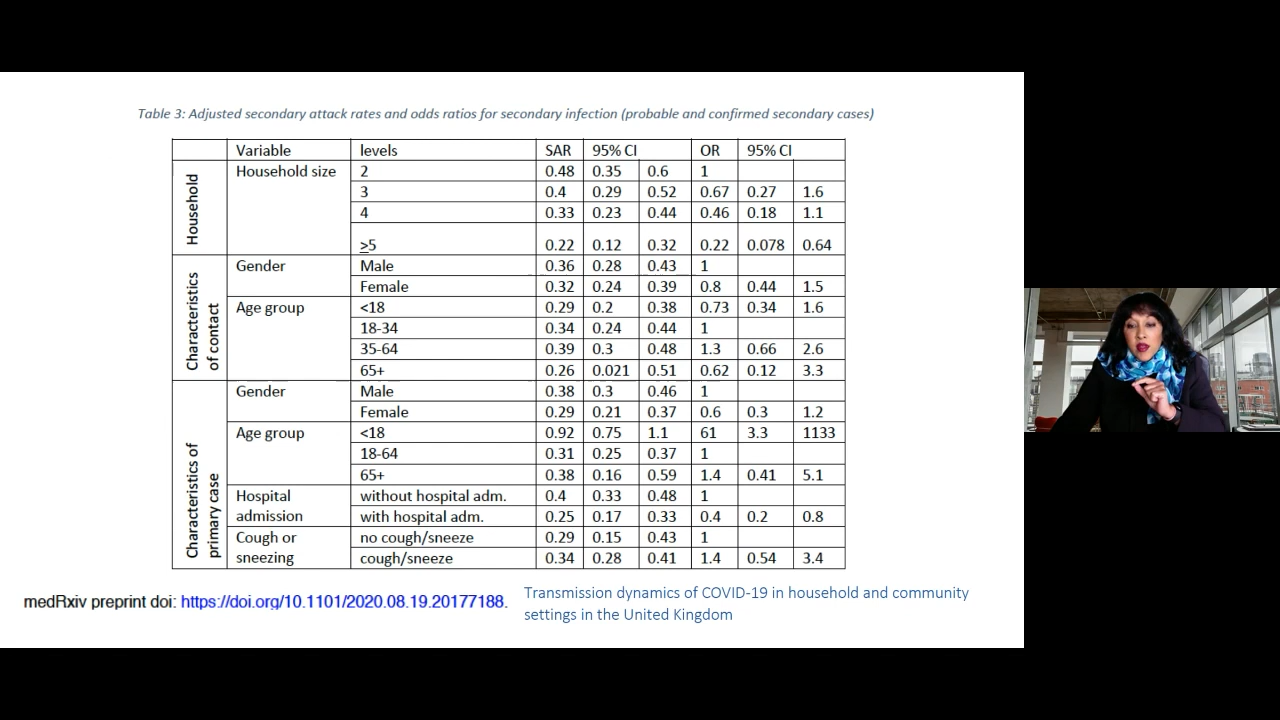 Table 3: Adjusted secondary attack rates and odds ratios for secondary infection (probable and confirmed secondary cases)
Variable levels SAR 95% CI OR 95% CI
Household
Household size 2 0.48 0.35 0.6 1
3 0.4 0.29 0.52 0.67 0.27 1.6
4 0.33 0.23 0.44 0.46 0.18 1.1
≥5 0.22 0.12 0.32 0.22 0.078 0.64
Characteristics of contact
Gender Male 0.36 0.28 0.43 1
Female 0.32 0.24 0.39 0.8 0.44 1.5
Age group <18 0.29 0.2 0.38 0.73 0.34 1.6
18-34 0.34 0.24 0.44 1
35-64 0.39 0.3 0.48 1.3 0.66 2.6
65+ 0.26 0.021 0.51 0.62 0.12 3.3
Characteristics of primary case
Gender Male 0.38 0.3 0.46 1
Female 0.29 0.21 0.37 0.6 0.3 1.2
Age group <18 0.92 0.75 1.1 61 3.3 1133
18-64 0.31 0.25 0.37 1
65+ 0.38 0.16 0.59 1.4 0.41 5.1
Hospital without hospital adm. 0.4 0.33 0.48 1
admission with hospital adm. 0.25 0.17 0.33 0.4 0.2 0.8
Cough or no cough/sneeze 0.29 0.15 0.43 1
sneezing cough/sneeze 0.34 0.28 0.41 1.4 0.54 3.4
medRxiv preprint doi: https://doi.org/10.1101/2020.08.19.20177188.
Transmission dynamics of COVID-19 in household and community
settings in the United Kingdom